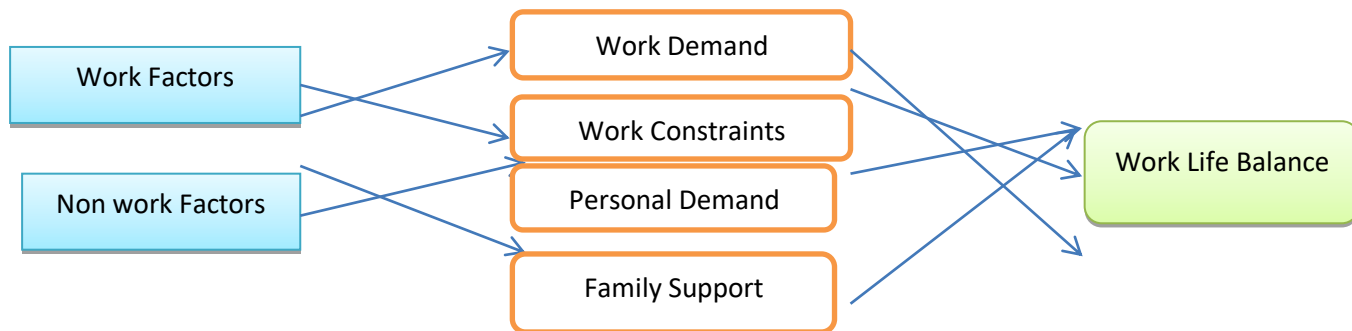 Work Factors
Non work Factors
Work Demand
Work Constraints
Personal Demand
Family Support
Work Life Balance